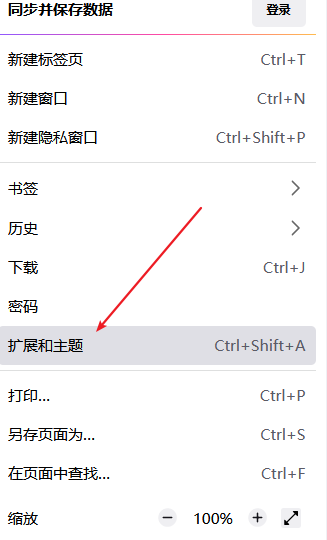 同步并保存数据 登录
新建标签页 Ctrl+T
新建窗口 Ctrl+N
新建隐私窗口 Ctrl+Shift+P
书签
历史
下载 Ctrl+J
密码
扩展和主题 Ctrl+Shift+A
打印... Ctrl+P
另存页面为... Ctrl+S
在页面中查找... Ctrl+F
缩放 − 100% +